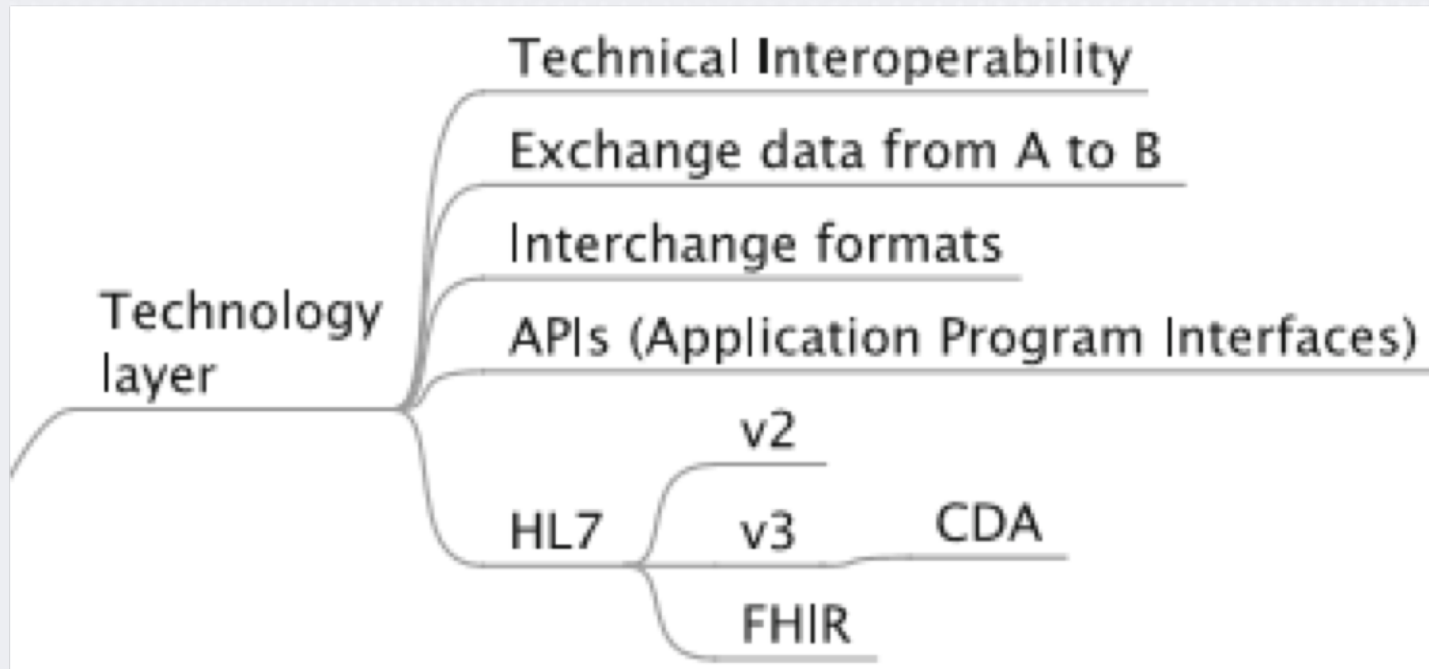 Technical Interoperability
Exchange data from A to B
Interchange formats
Technology
layer
APIs (Application Program Interfaces)
HL7
v2
v3
CDA
FHIR